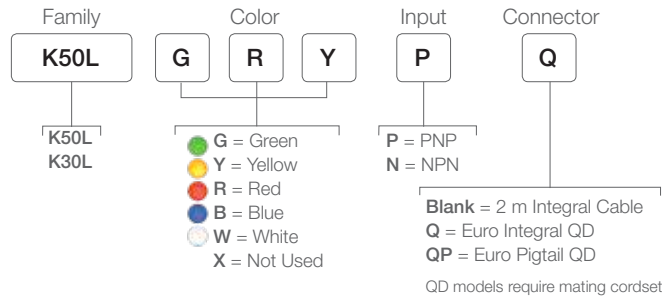 Family Color Input Connector
K50L G R Y P Q
K50L
K30L
G = Green
Y = Yellow
R = Red
B = Blue
W = White
X = Not Used
P = PNP
N = NPN
Blank = 2 m Integral Cable
Q = Euro Integral QD
QP = Euro Pigtail QD
QD models require mating cordset